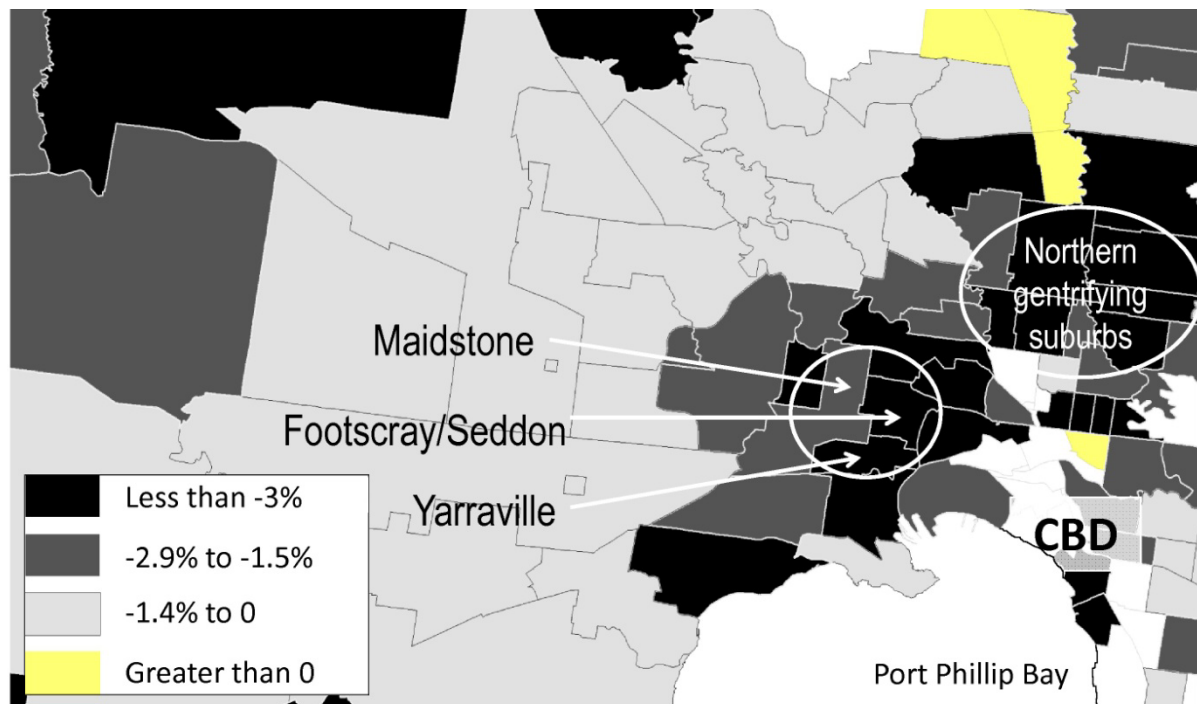 Northern
gentrifying
suburbs
Maidstone
Footscray/Seddon
Yarraville
CBD
Port Phillip Bay
Less than -3%
-2.9% to -1.5%
-1.4% to 0
Greater than 0